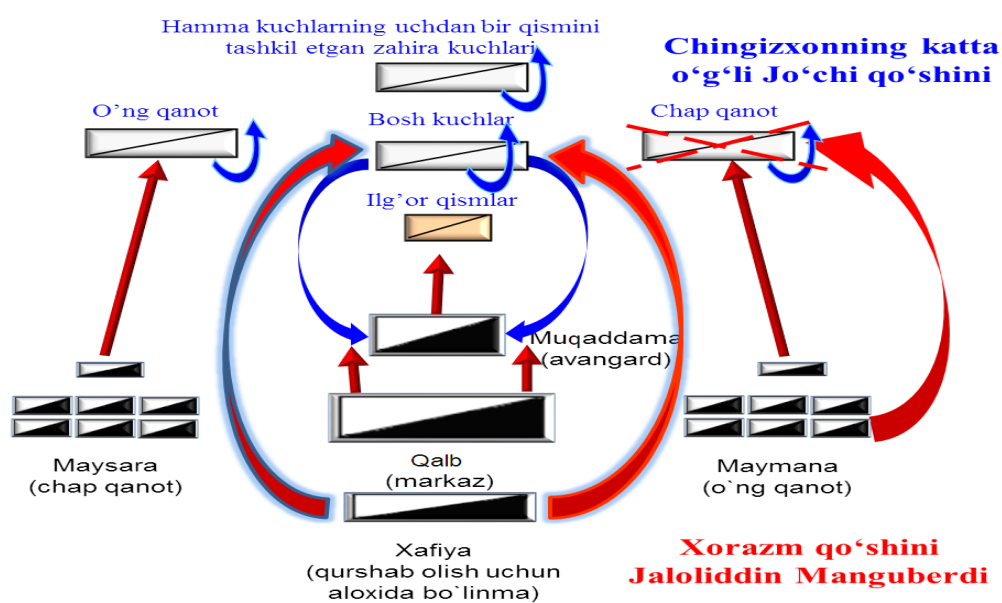 Hamma kuchlarning uchdan bir qismini
tashkil etgan zahira kuchlari
Chingizxonning katta
o‘g‘li Jo‘chi qo‘shini
O’ng qanot
Bosh kuchlar
Chap qanot
Ilg’or qismlar
Muqaddama
(avangard)
Maysara
(chap qanot)
Qalb
(markaz)
Maymana
(o`ng qanot)
Xafiya
(qurshab olish uchun
aloxida bo`linma)
Xorazm qo‘shini
Jaloliddin Manguberdi